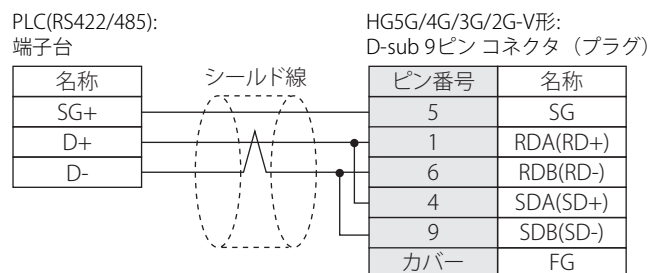 PLC(RS422/485):
端子台
HG5G/4G/3G/2G-V形:
D-sub 9ピン コネクタ（プラグ）
名称 シールド線 ピン番号 名称
SG+ 5 SG
D+ 1 RDA(RD+)
D- 6 RDB(RD-)
4 SDA(SD+)
9 SDB(SD-)
カバー FG